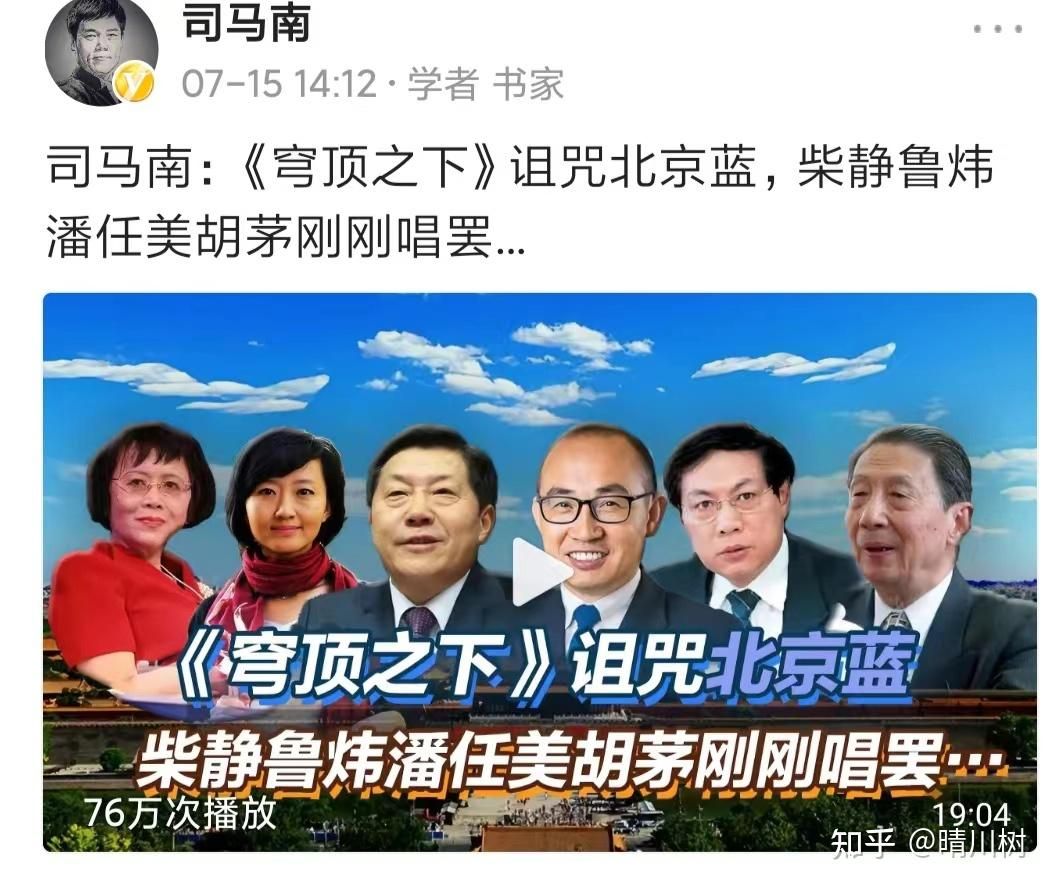 司马南
07-15 14:12·学者 书家
司马南：《穹顶之下》诅咒北京蓝，柴静鲁炜
潘任美胡茅刚刚唱罢...
《穹顶之下》诅咒北京蓝
柴静鲁炜潘任美胡茅刚刚唱罢…
76万次播放
19:04
知乎 @晴川树